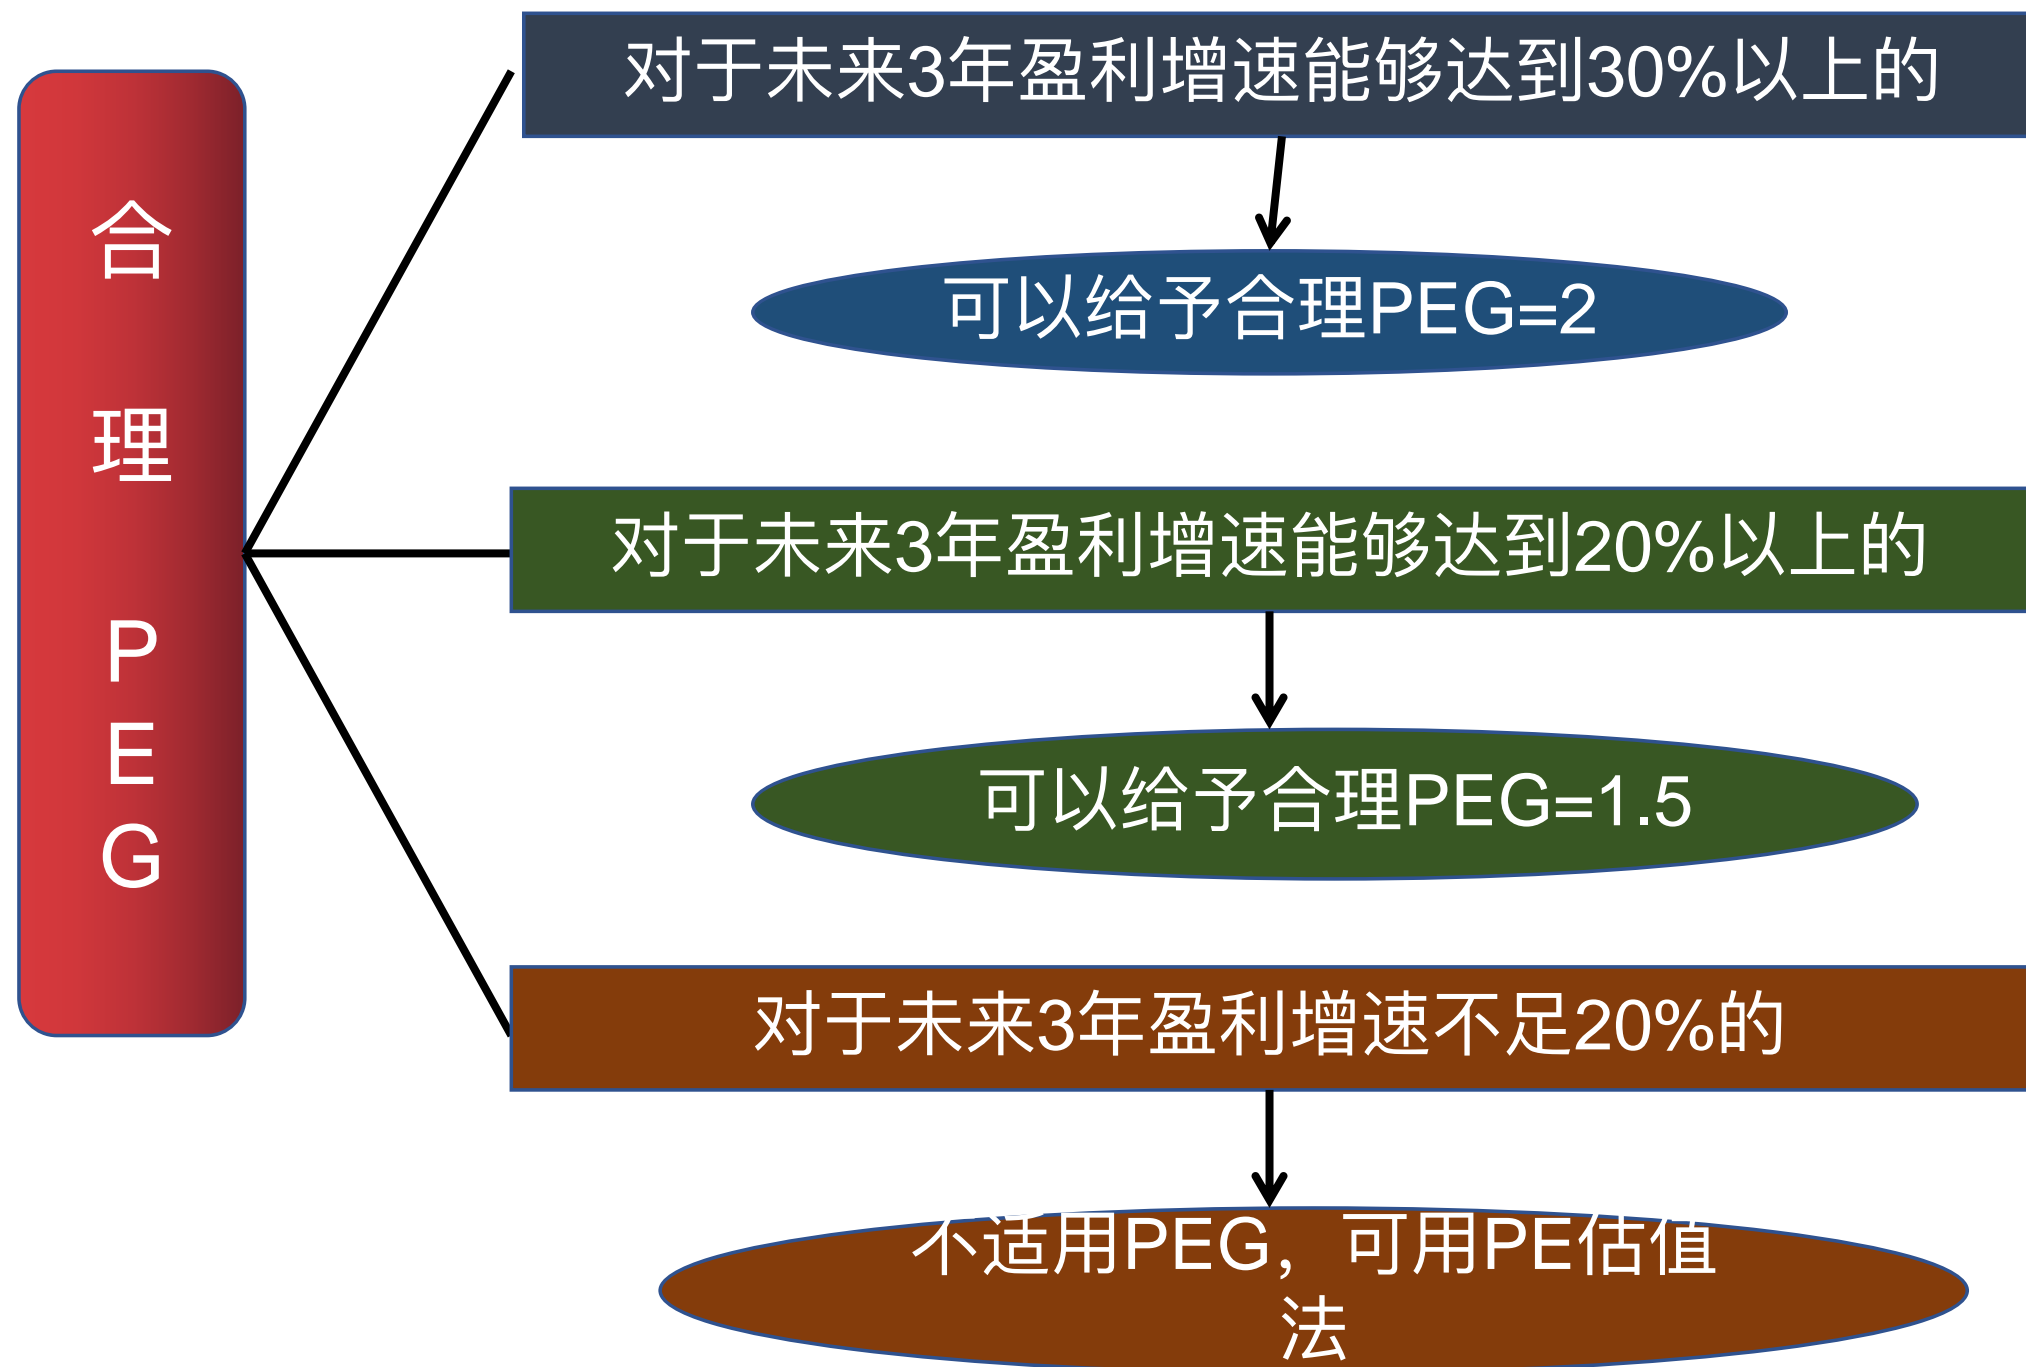 合
理
P
E
G
对于未来3年盈利增速能够达到30%以上的
可以给予合理PEG=2
对于未来3年盈利增速能够达到20%以上的
可以给予合理PEG=1.5
对于未来3年盈利增速不足20%的
不适用PEG，可用PE估值
法